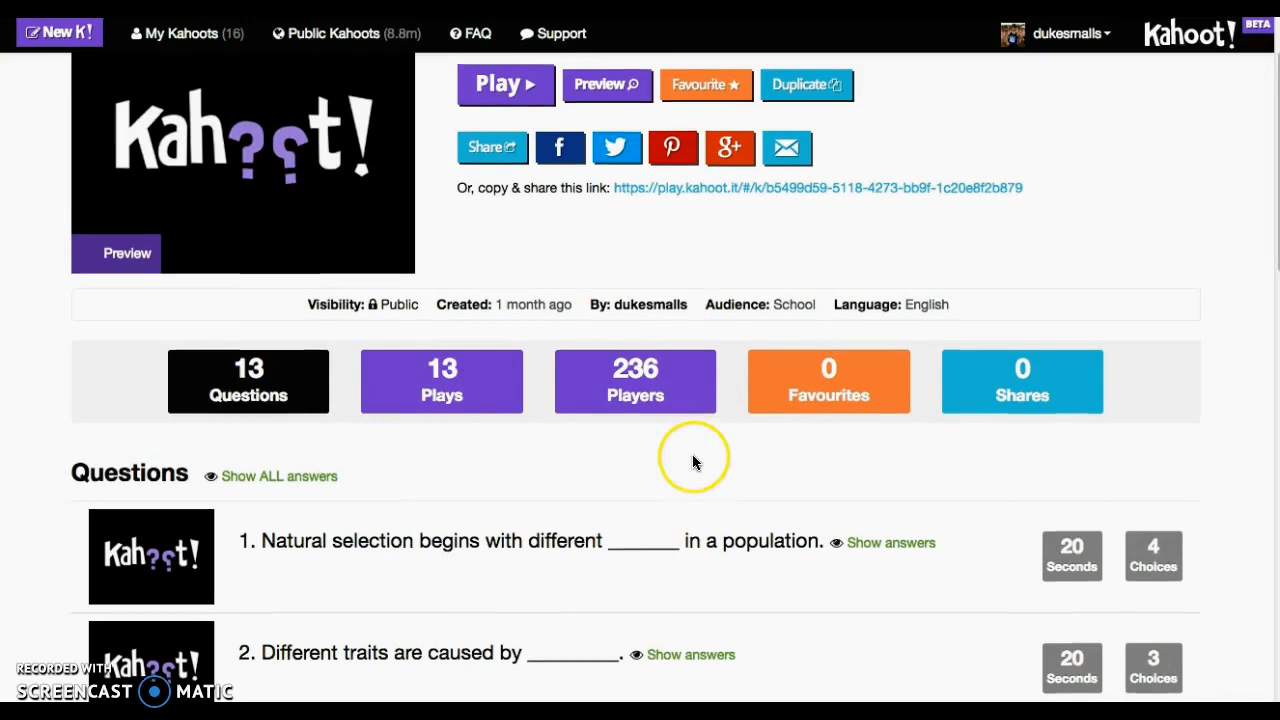 New K! My Kahoots (16) Public Kahoots (8.8m) FAQ Support dukesmalls Kahoot! BETA
Kah??t!
Preview
Play Preview Favourite Duplicate
Share f g+
Or, copy & share this link: https://play.kahoot.it/#/k/b5499d59-5118-4273-bb9f-1c20e8f2b879
Visibility: Public Created: 1 month ago By: dukesmalls Audience: School Language: English
13 13 236 0 0
Questions Plays Players Favourites Shares
Questions Show ALL answers
Kah??t!
1. Natural selection begins with different _______ in a population. Show answers
20 4
Seconds Choices
Kah??t!
2. Different traits are caused by _________. Show answers
20 3
Seconds Choices
RECORDED WITH
SCREENCAST MATIC